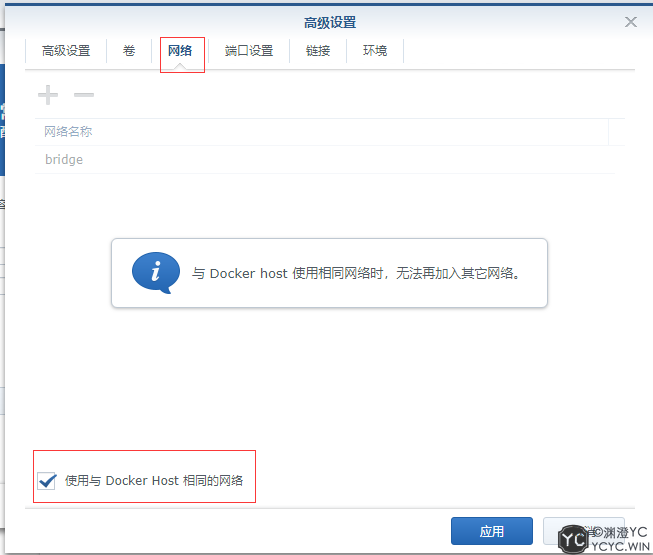 高级设置
高级设置 卷 网络 端口设置 链接 环境
网络名称
bridge
与 Docker host 使用相同网络时，无法再加入其它网络。
使用与 Docker Host 相同的网络
应用
YC ©渊澄YC
YCYC.WIN